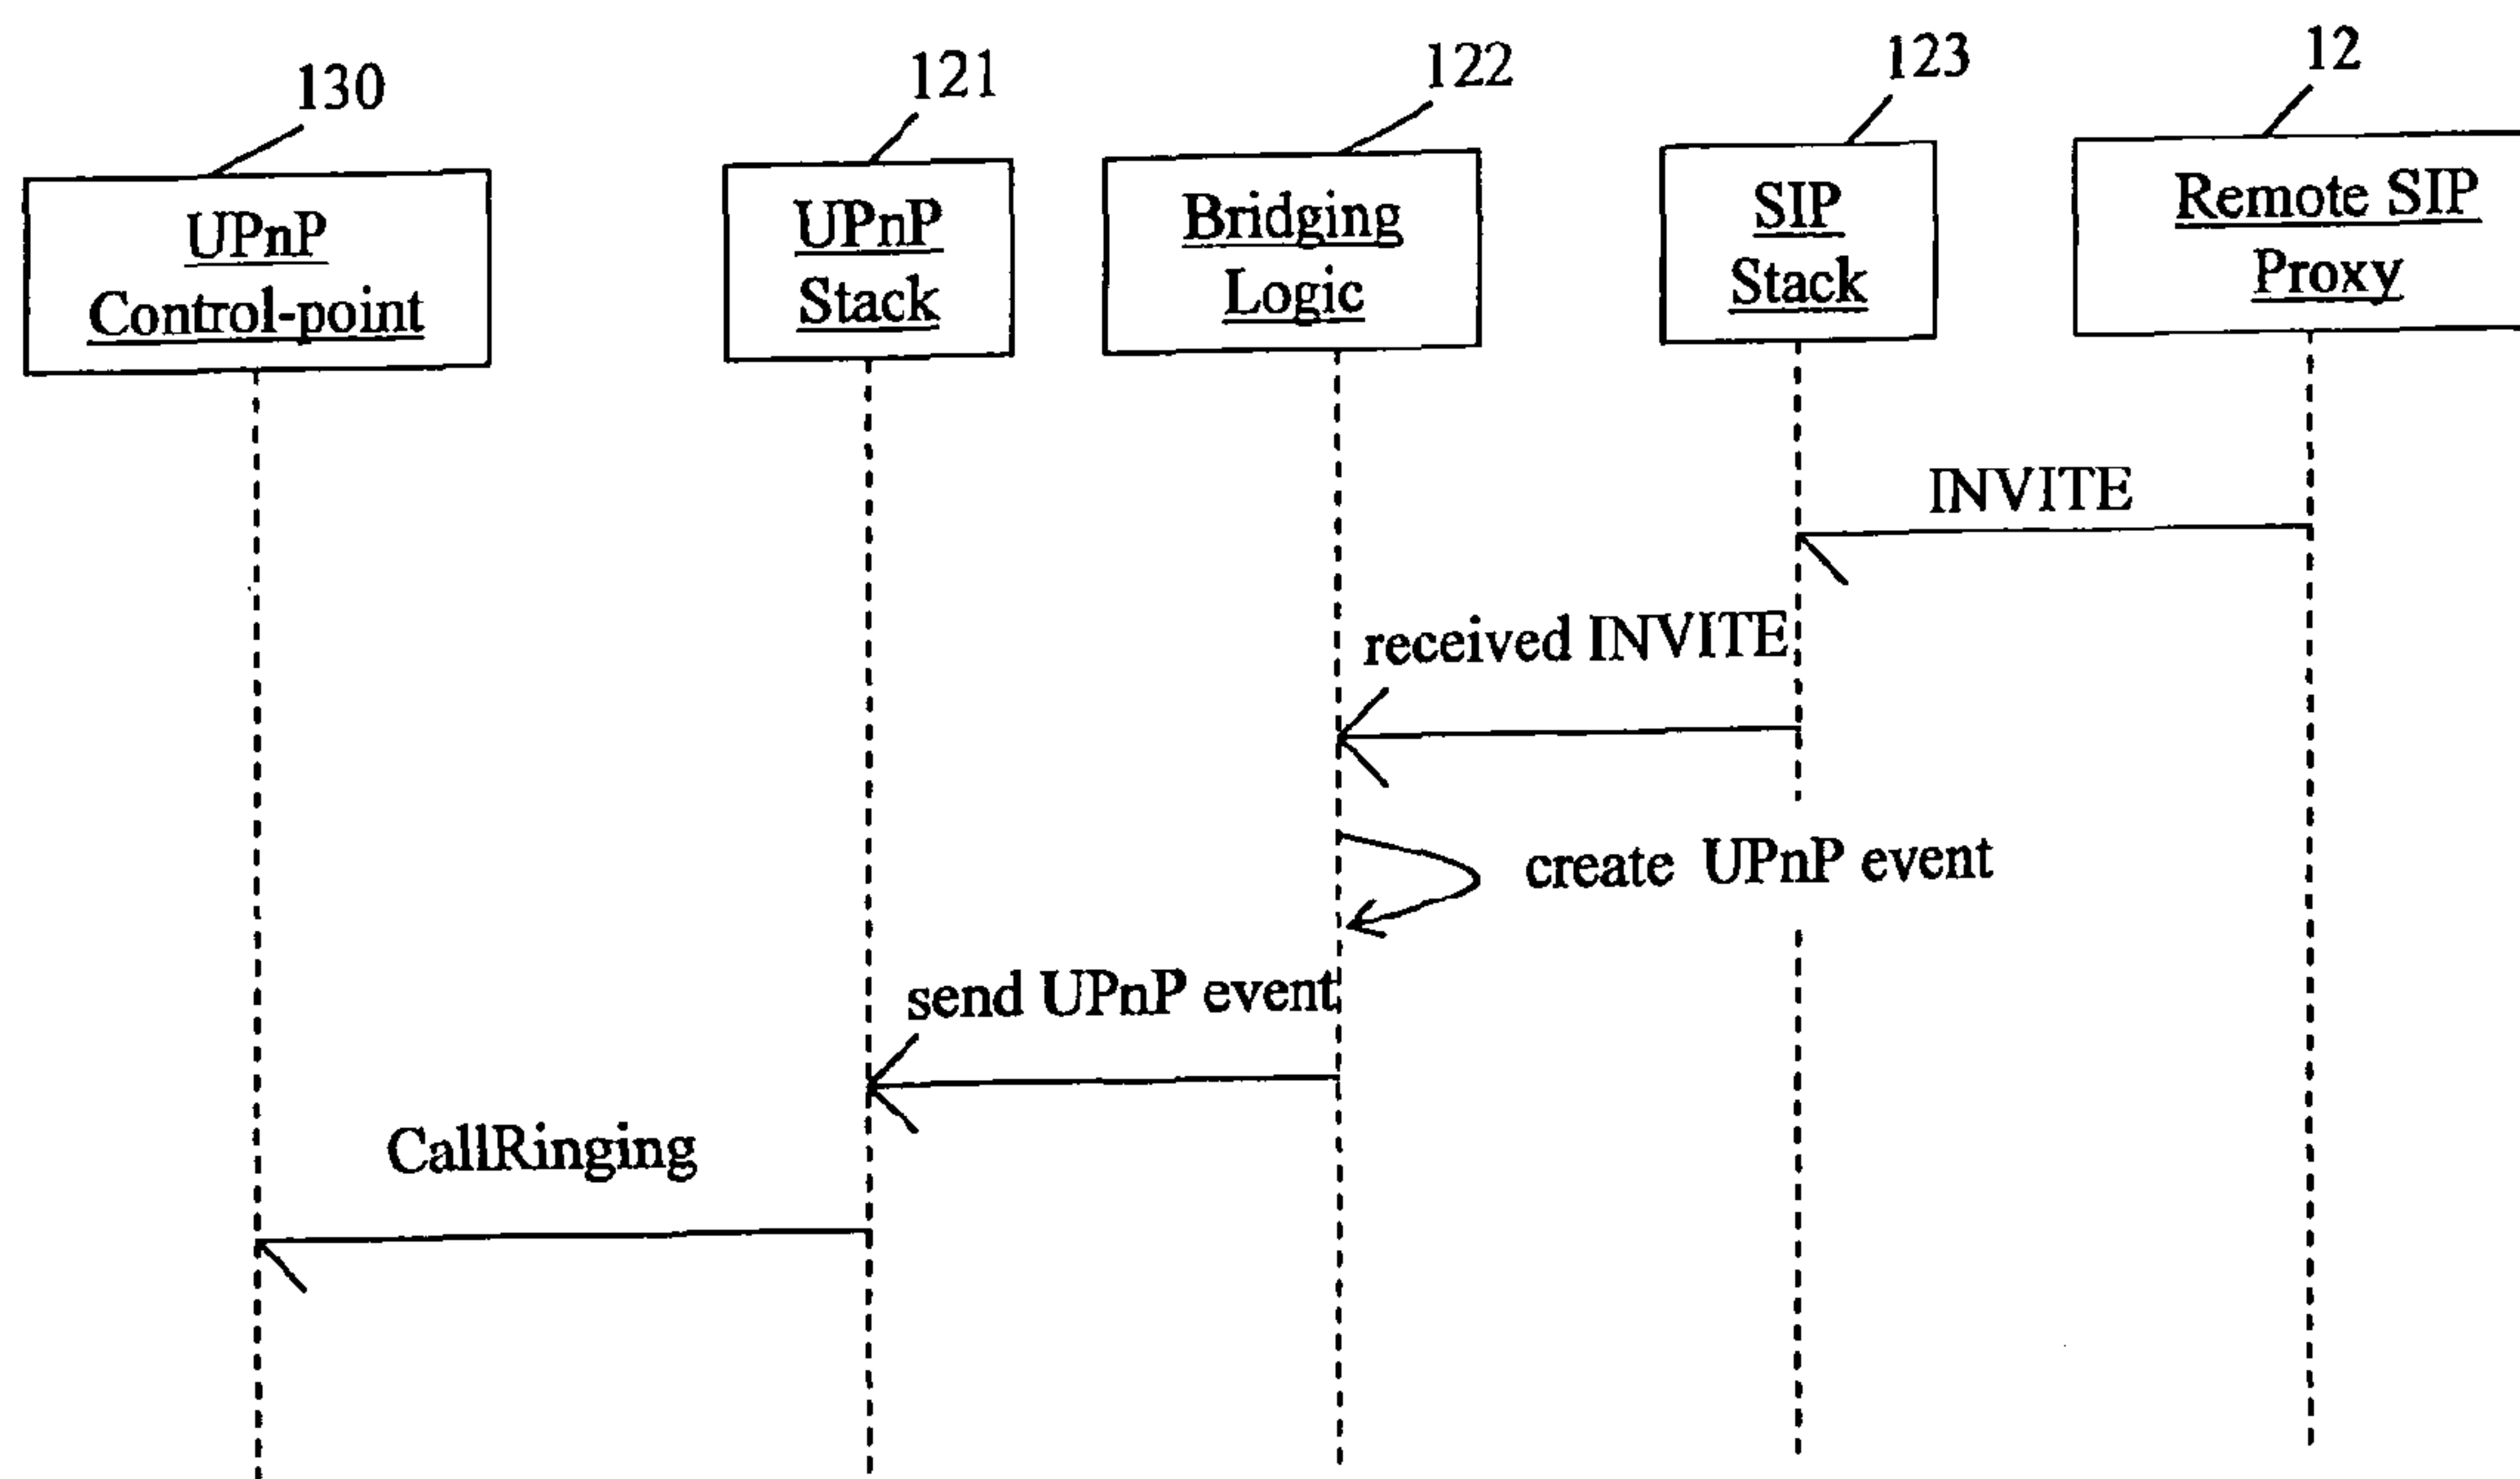 130
121
122
123
12
UPnP
Control-point
UPnP
Stack
Bridging
Logic
SIP
Stack
Remote SIP
Proxy
INVITE
received INVITE
create UPnP event
send UPnP event
CallRinging